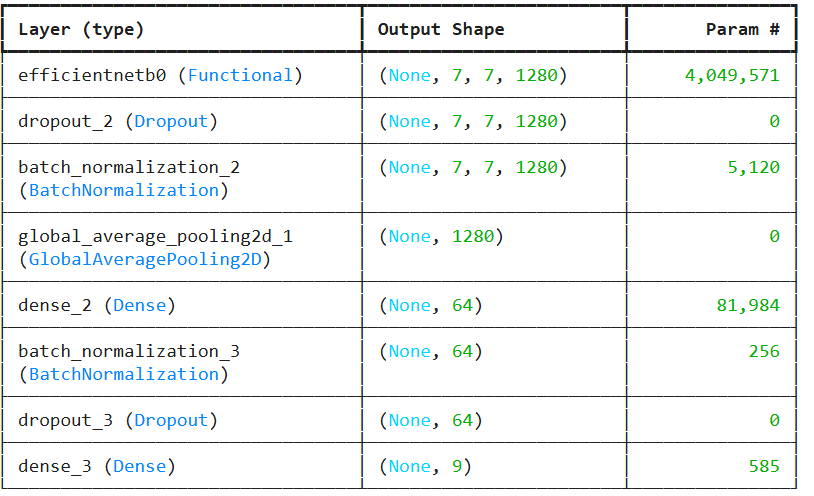 Layer (type) Output Shape Param #
efficientnetb0 (Functional) (None, 7, 7, 1280) 4,049,571
dropout_2 (Dropout) (None, 7, 7, 1280) 0
batch_normalization_2 (None, 7, 7, 1280) 5,120
(BatchNormalization)
global_average_pooling2d_1 (None, 1280) 0
(GlobalAveragePooling2D)
dense_2 (Dense) (None, 64) 81,984
batch_normalization_3 (None, 64) 256
(BatchNormalization)
dropout_3 (Dropout) (None, 64) 0
dense_3 (Dense) (None, 9) 585